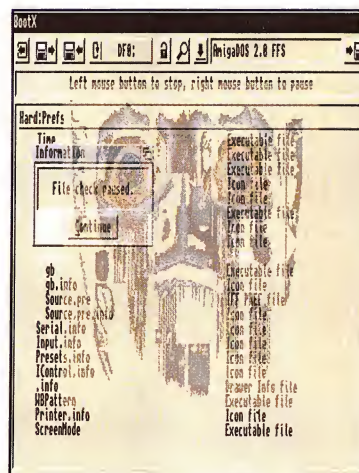 BootX
DF0: AmigaDOS 2.0 FFS
Left mouse button to stop, right mouse button to pause
Hard:Prefs
Time Executable file
Information Executable file
Executable file
Icon file
File check paused. Icon file
Executable file
Icon file
Continue Icon file
gb Executable file
gb.info Icon file
Source.pre IFF PREF file
Source.pre.info Icon file
Serial.info Icon file
Input.info Icon file
Presets.info Icon file
IControl.info Icon file
.info Drawer Info file
WBPattern Executable file
Printer.info Icon file
ScreenMode Executable file